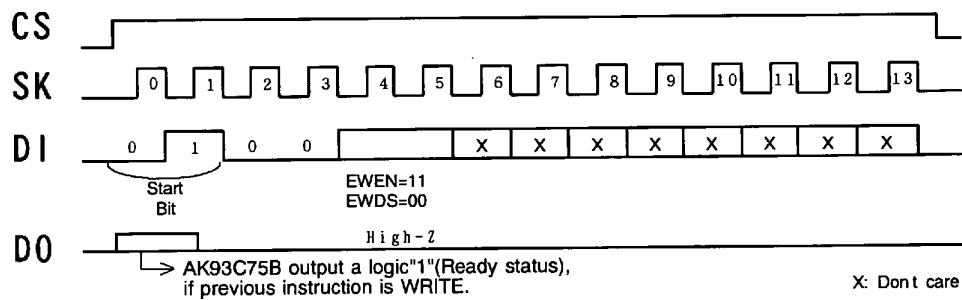 CS
SK 0 1 2 3 4 5 6 7 8 9 10 11 12 13
DI 0 1 0 0 X X X X X X X X
Start
Bit
EWEN=11
EWDS=00
DO High-Z
AK93C75B output a logic"1"(Ready status),
if previous instruction is WRITE.
X: Dont care